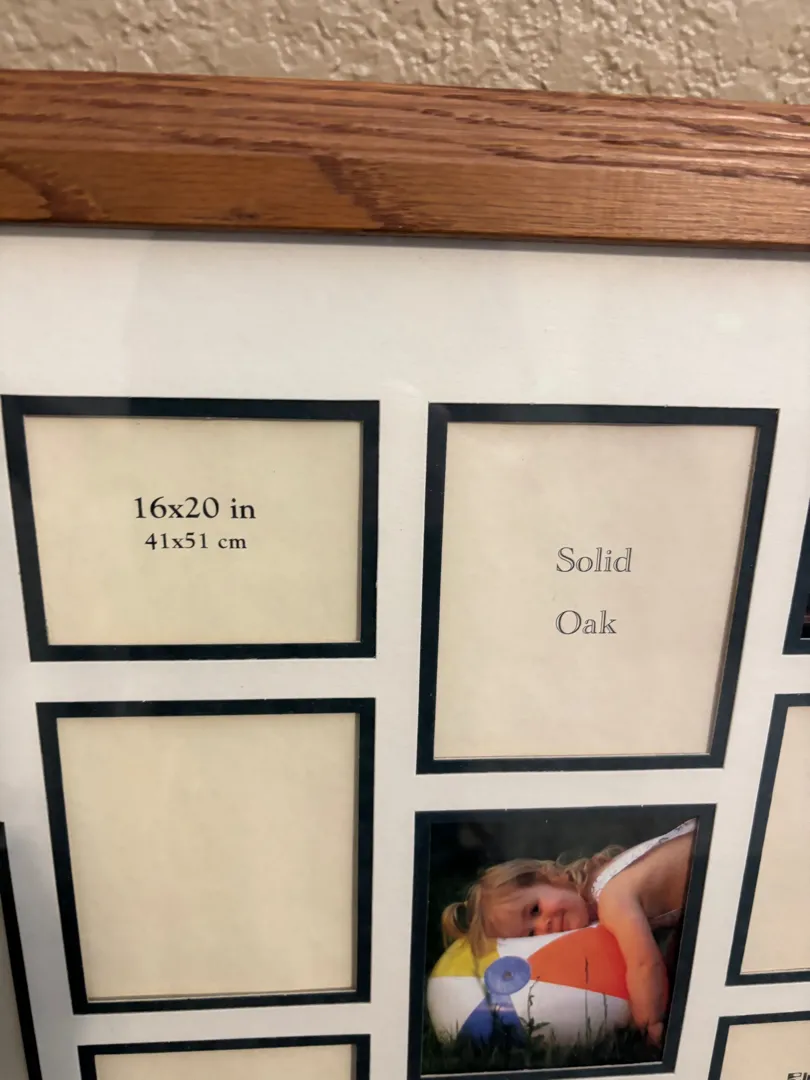 16x20 in
41x51 cm
Solid
Oak